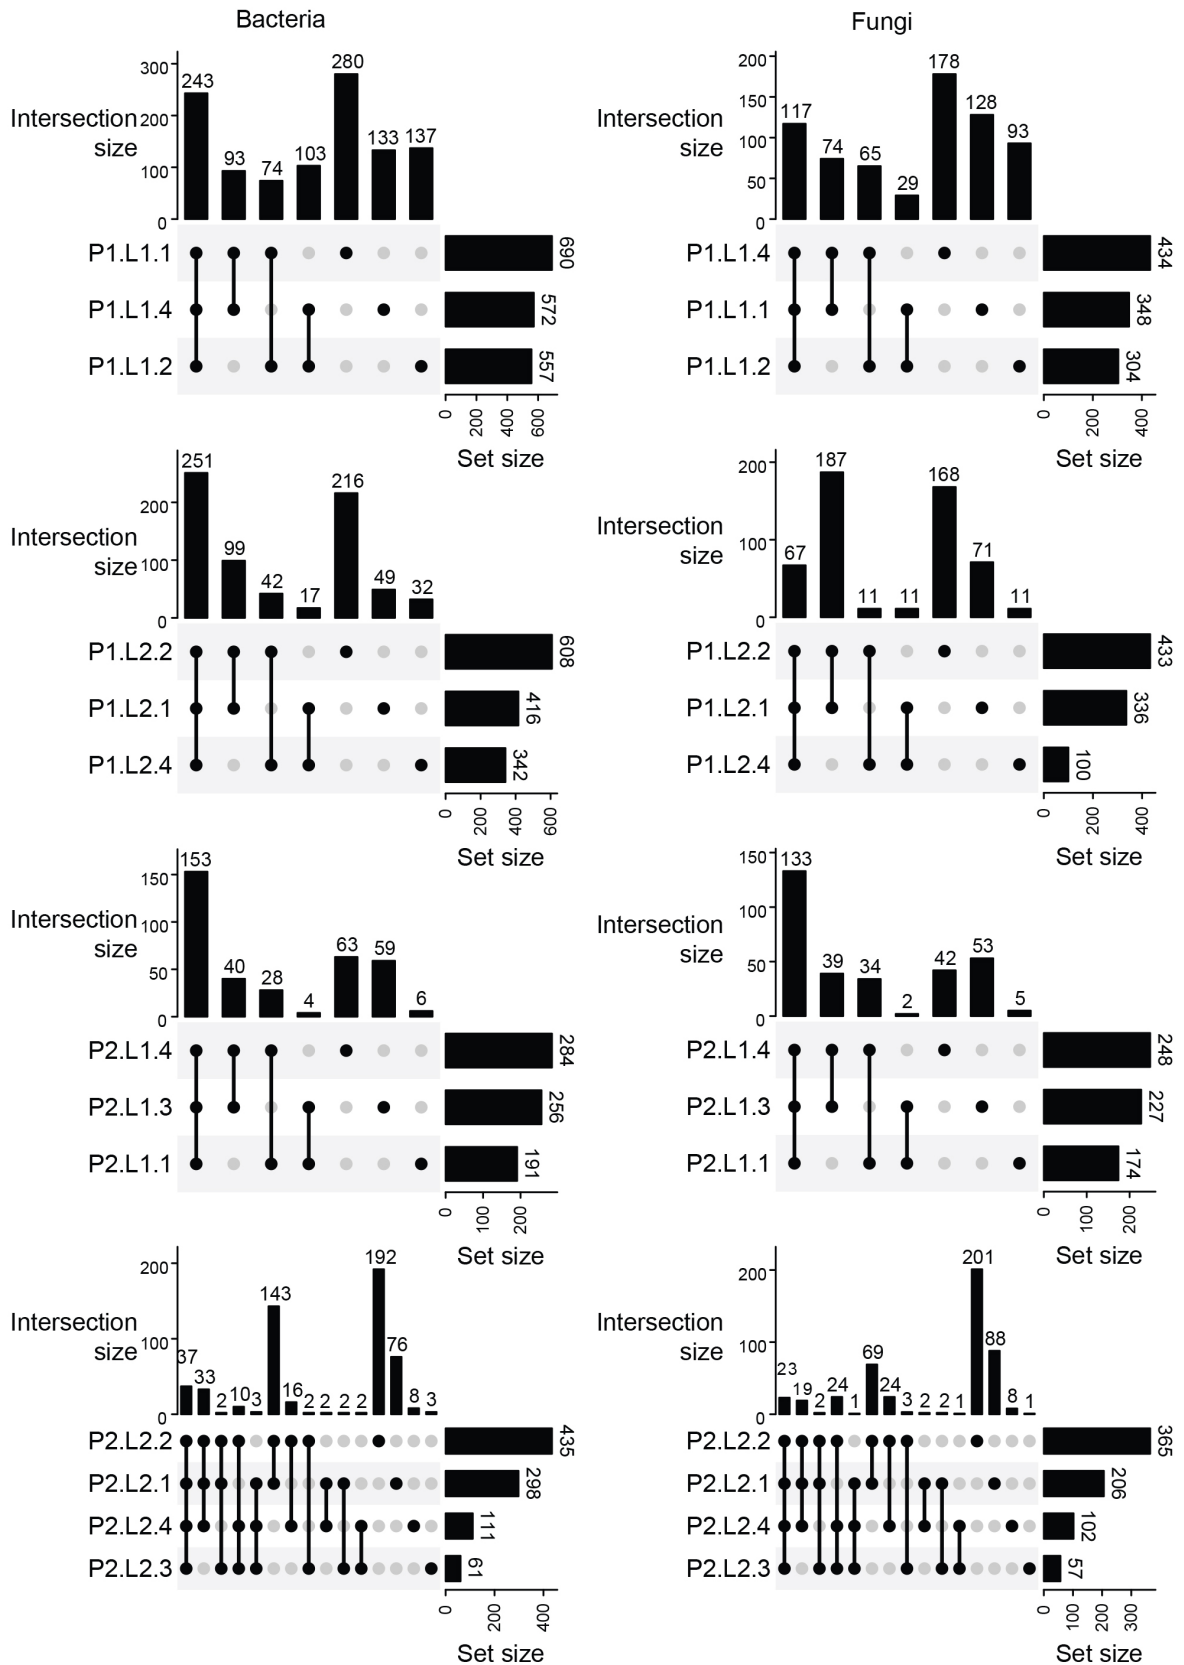 Bacteria
Fungi
Intersection
size
300
200
100
0
243
93
74
103
280
133
137
P1.L1.1
P1.L1.4
P1.L1.2
690
572
557
0
200
400
600
Set size
Intersection
size
200
150
100
50
0
117
74
65
29
178
128
93
P1.L1.4
P1.L1.1
P1.L1.2
434
348
304
0
200
400
Set size
Intersection
size
200
100
0
251
99
42
17
216
49
32
P1.L2.2
P1.L2.1
P1.L2.4
608
416
342
0
200
400
600
Set size
Intersection
size
200
100
0
67
187
11
11
168
71
11
P1.L2.2
P1.L2.1
P1.L2.4
433
336
100
0
200
400
Set size
Intersection
size
150
100
50
0
153
40
28
4
63
59
6
P2.L1.4
P2.L1.3
P2.L1.1
284
256
191
0
100
200
Set size
Intersection
size
150
100
50
0
133
39
34
2
42
53
5
P2.L1.4
P2.L1.3
P2.L1.1
248
227
174
0
100
200
Set size
Intersection
size
200
100
0
37
33
2
10
3
143
16
2
2
2
2
192
76
8
3
P2.L2.2
P2.L2.1
P2.L2.4
P2.L2.3
435
298
111
61
0
200
400
Set size
Intersection
size
200
100
0
23
19
2
24
1
69
24
3
2
2
1
201
88
8
1
P2.L2.2
P2.L2.1
P2.L2.4
P2.L2.3
365
206
102
57
0
100
200
300
Set size